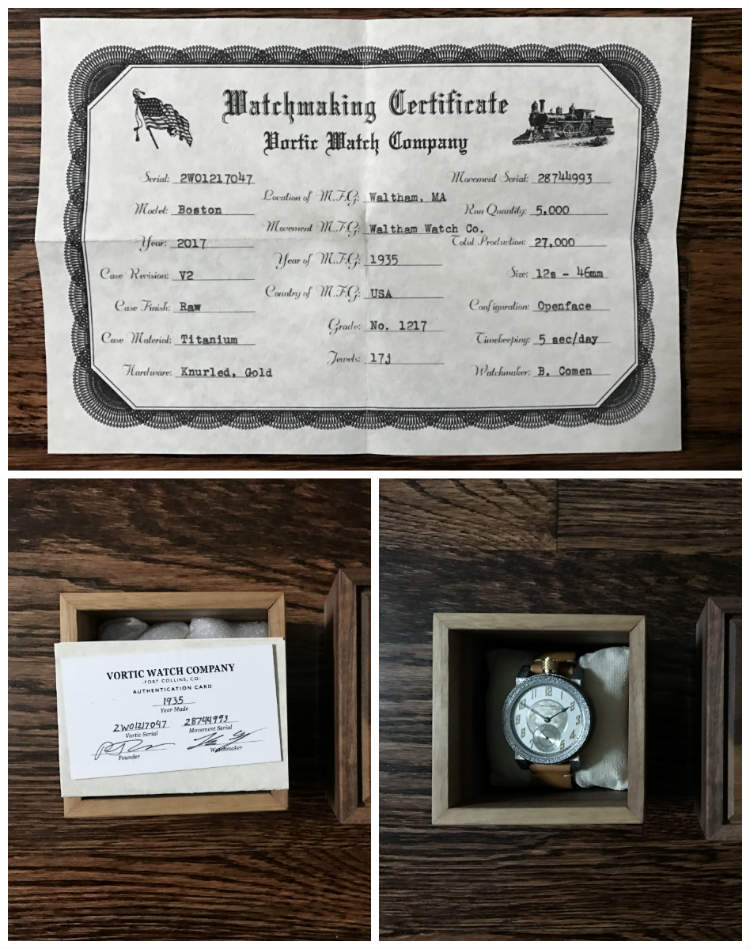 Watchmaking Certificate
Vortic Watch Company
Serial: 2W01217047
Model: Boston
Year: 2017
Case Revision: V2
Case Finish: Raw
Case Material: Titanium
Hardware: Knurled, Gold
Location of M.F.G: Waltham, MA
Movement M.F.G: Waltham Watch Co.
Year of M.F.G: 1935
Country of M.F.G: USA
Grade: No. 1217
Jewels: 17j
Movement Serial: 28744993
Run Quantity: 5,000
Total Production: 27,000
Size: 12s - 46mm
Configuration: Openface
Timekeeping: 5 sec/day
Watchmaker: B. Comen
VORTIC WATCH COMPANY
-FORT COLLINS, CO-
AUTHENTICATION CARD
1935
Year Made
2W01217047 28744993
Vortic Serial Movement Serial
Founder Watchmaker